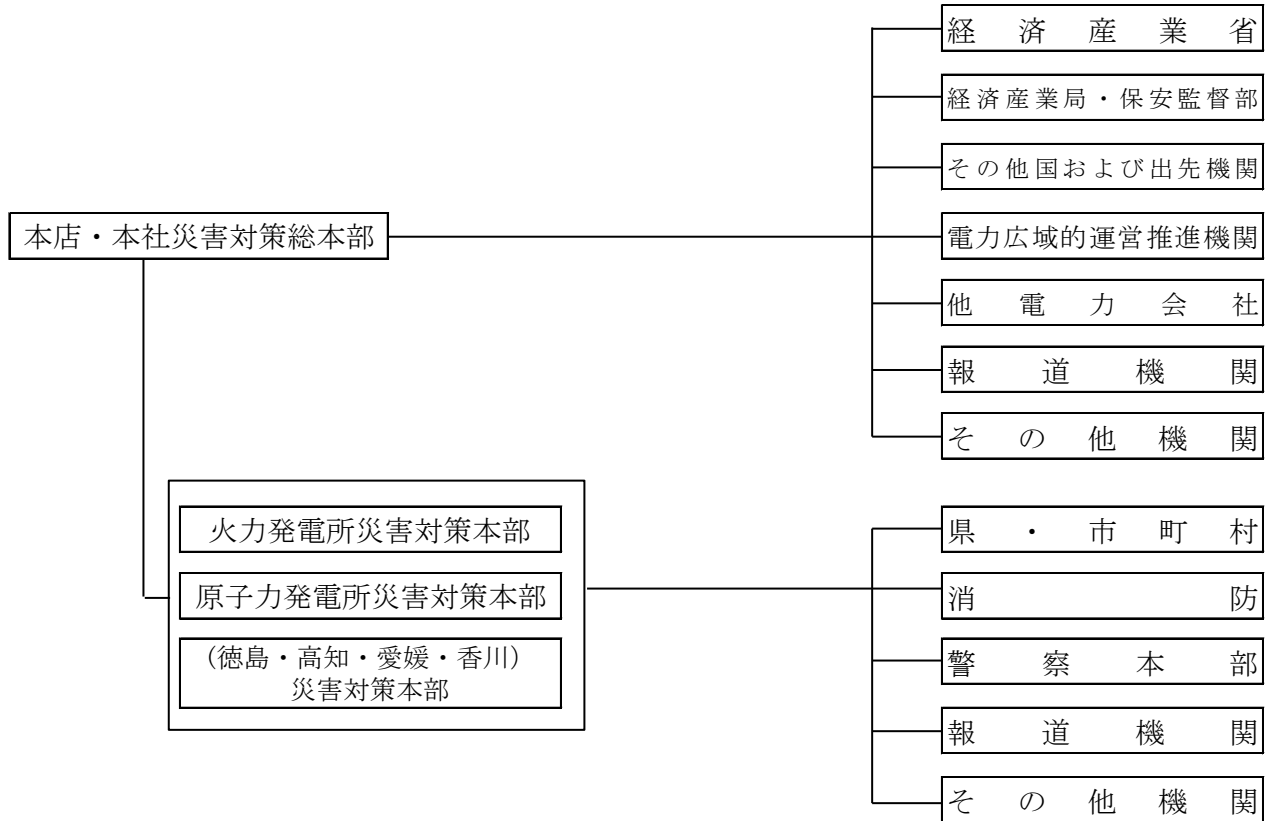 経済産業省
経済産業局・保安監督部
その他国および出先機関
本店・本社災害対策総本部
電力広域的運営推進機関
他電力会社
報道機関
その他機関
火力発電所災害対策本部
原子力発電所災害対策本部
(徳島・高知・愛媛・香川)
災害対策本部
県・市町村
消防
警察本部
報道機関
その他機関